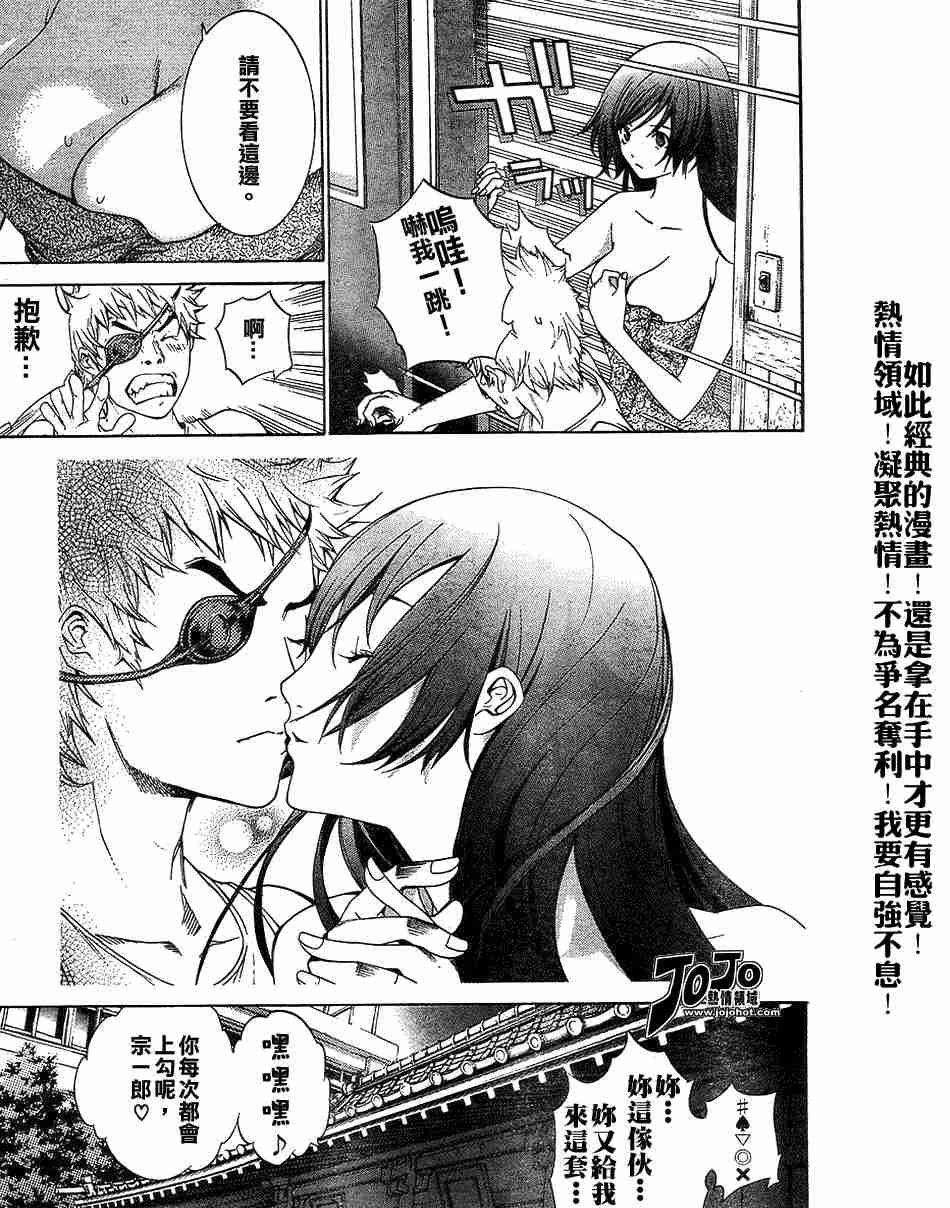 ガガガッ
嗚哇！
嚇我一跳！
請不要看這邊。
啊…
抱歉…
♯♠▽⊙×
妳…
妳這傢伙…
妳又給我
來這套…
嘿嘿嘿♪
你每次都會
上勾呢，
宗一郎♡
JOJO
熱情領域
www.jojohot.com
如此經典的漫畫！還是拿在手中才更有感覺！
熱情領域！凝聚熱情！不為爭名奪利！我要自強不息！